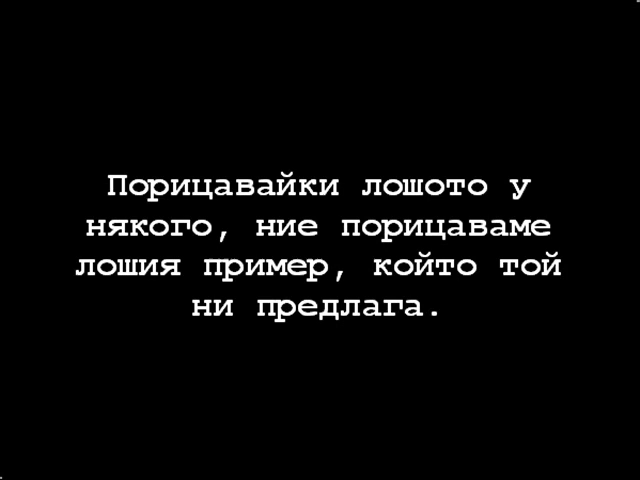 Порицавайки лошото у
някого, ние порицаваме
лошия пример, който той
ни предлага.